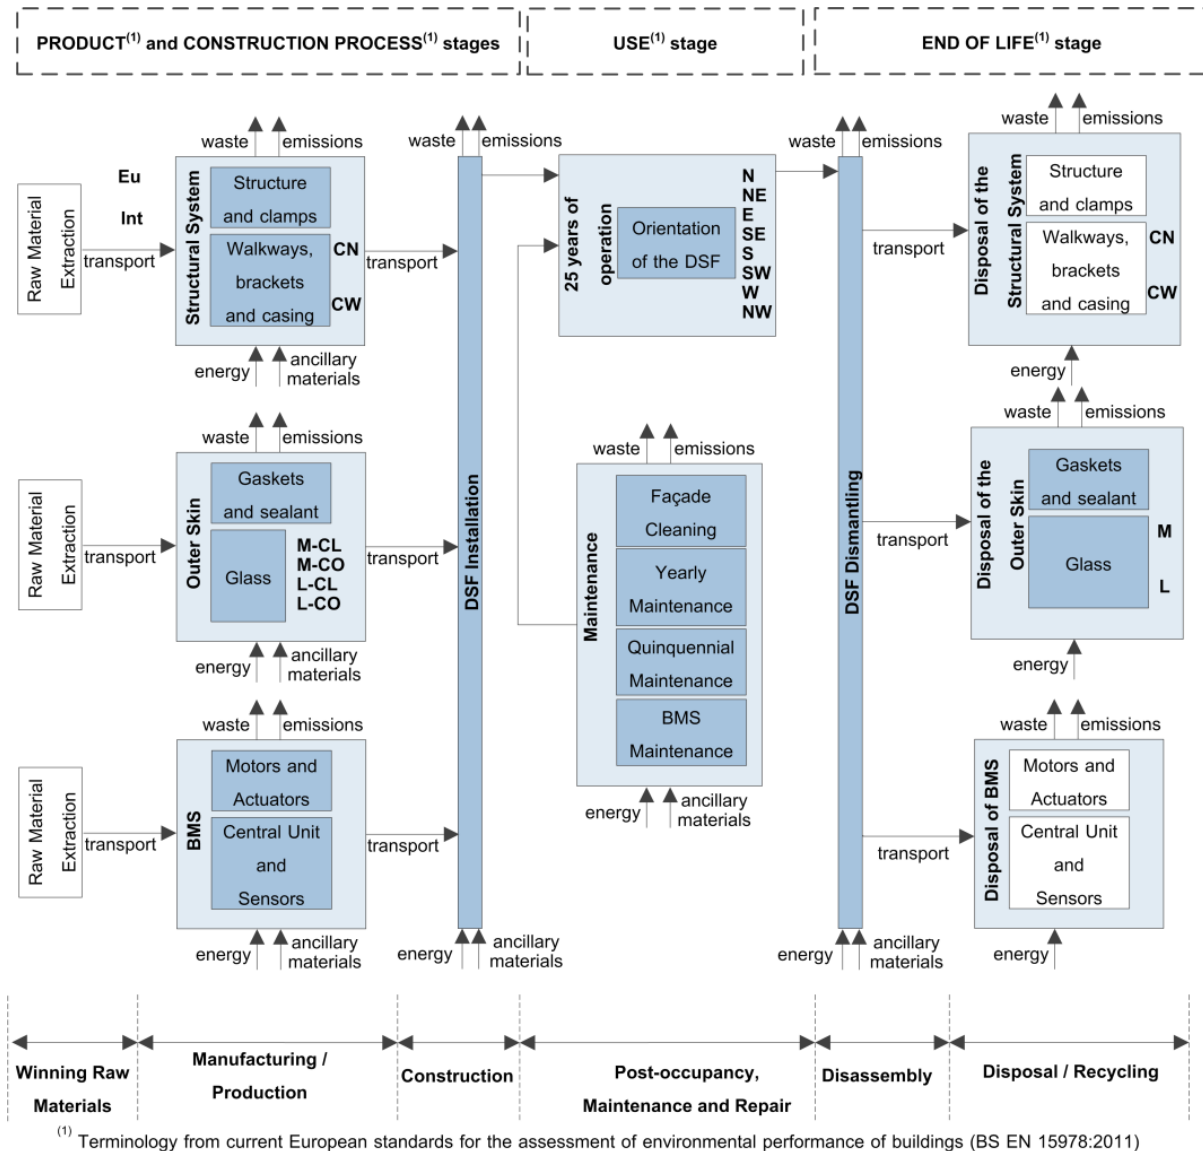 PRODUCT(1) and CONSTRUCTION PROCESS(1) stages
USE(1) stage
END OF LIFE(1) stage
Raw Material
Extraction
Eu
Int
transport
waste
emissions
Structural System
Structure
and clamps
Walkways,
brackets
and casing
CN
CW
energy
ancillary
materials
transport
Raw Material
Extraction
transport
waste
emissions
Outer Skin
Gaskets
and sealant
Glass
M-CL
M-CO
L-CL
L-CO
energy
ancillary
materials
transport
Raw Material
Extraction
transport
waste
emissions
BMS
Motors and
Actuators
Central Unit
and
Sensors
energy
ancillary
materials
transport
waste
emissions
DSF Installation
energy
ancillary
materials
25 years of
operation
Orientation
of the DSF
N
NE
E
SE
S
SW
W
NW
waste
emissions
Maintenance
Façade
Cleaning
Yearly
Maintenance
Quinquennial
Maintenance
BMS
Maintenance
energy
ancillary
materials
waste
emissions
DSF Dismantling
energy
ancillary
materials
transport
waste
emissions
Disposal of the
Structural System
Structure
and clamps
Walkways,
brackets
and casing
CN
CW
energy
transport
waste
emissions
Disposal of the
Outer Skin
Gaskets
and sealant
Glass
M
L
energy
transport
waste
emissions
Disposal of BMS
Motors and
Actuators
Central Unit
and
Sensors
energy
Winning Raw
Materials
Manufacturing /
Production
Construction
Post-occupancy,
Maintenance and Repair
Disassembly
Disposal / Recycling
(1) Terminology from current European standards for the assessment of environmental performance of buildings (BS EN 15978:2011)